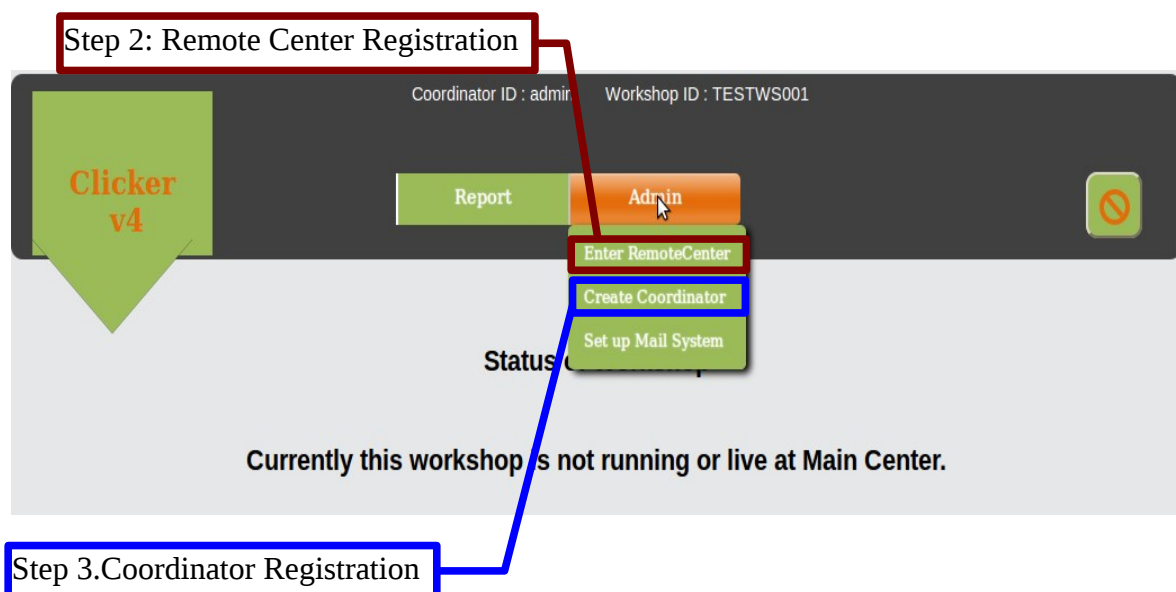 Step 2: Remote Center Registration
Coordinator ID : admin Workshop ID : TESTWS001
Clicker
v4
Report
Admin
Enter RemoteCenter
Create Coordinator
Set up Mail System
Status
Currently this workshop is not running or live at Main Center.
Step 3.Coordinator Registration